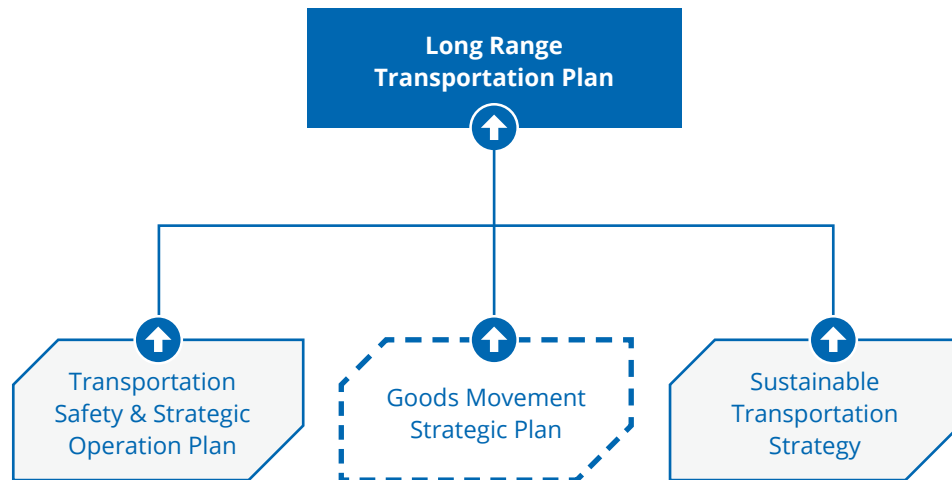 Long Range
Transportation Plan
Transportation
Safety & Strategic
Operation Plan
Goods Movement
Strategic Plan
Sustainable
Transportation
Strategy